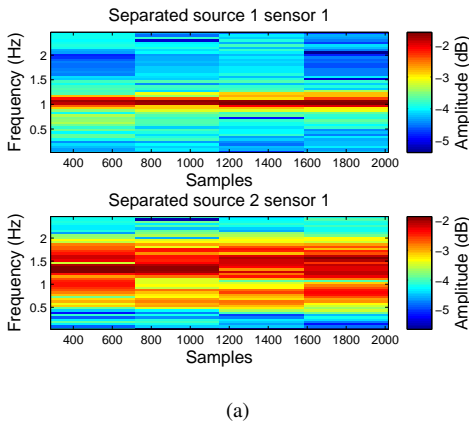 Separated source 1 sensor 1
Frequency (Hz)
2
1.5
1
0.5
400 600 800 1000 1200 1400 1600 1800 2000
Samples
−2
−3
−4
−5
Amplitude (dB)
Separated source 2 sensor 1
Frequency (Hz)
2
1.5
1
0.5
400 600 800 1000 1200 1400 1600 1800 2000
Samples
−2
−3
−4
−5
Amplitude (dB)
(a)